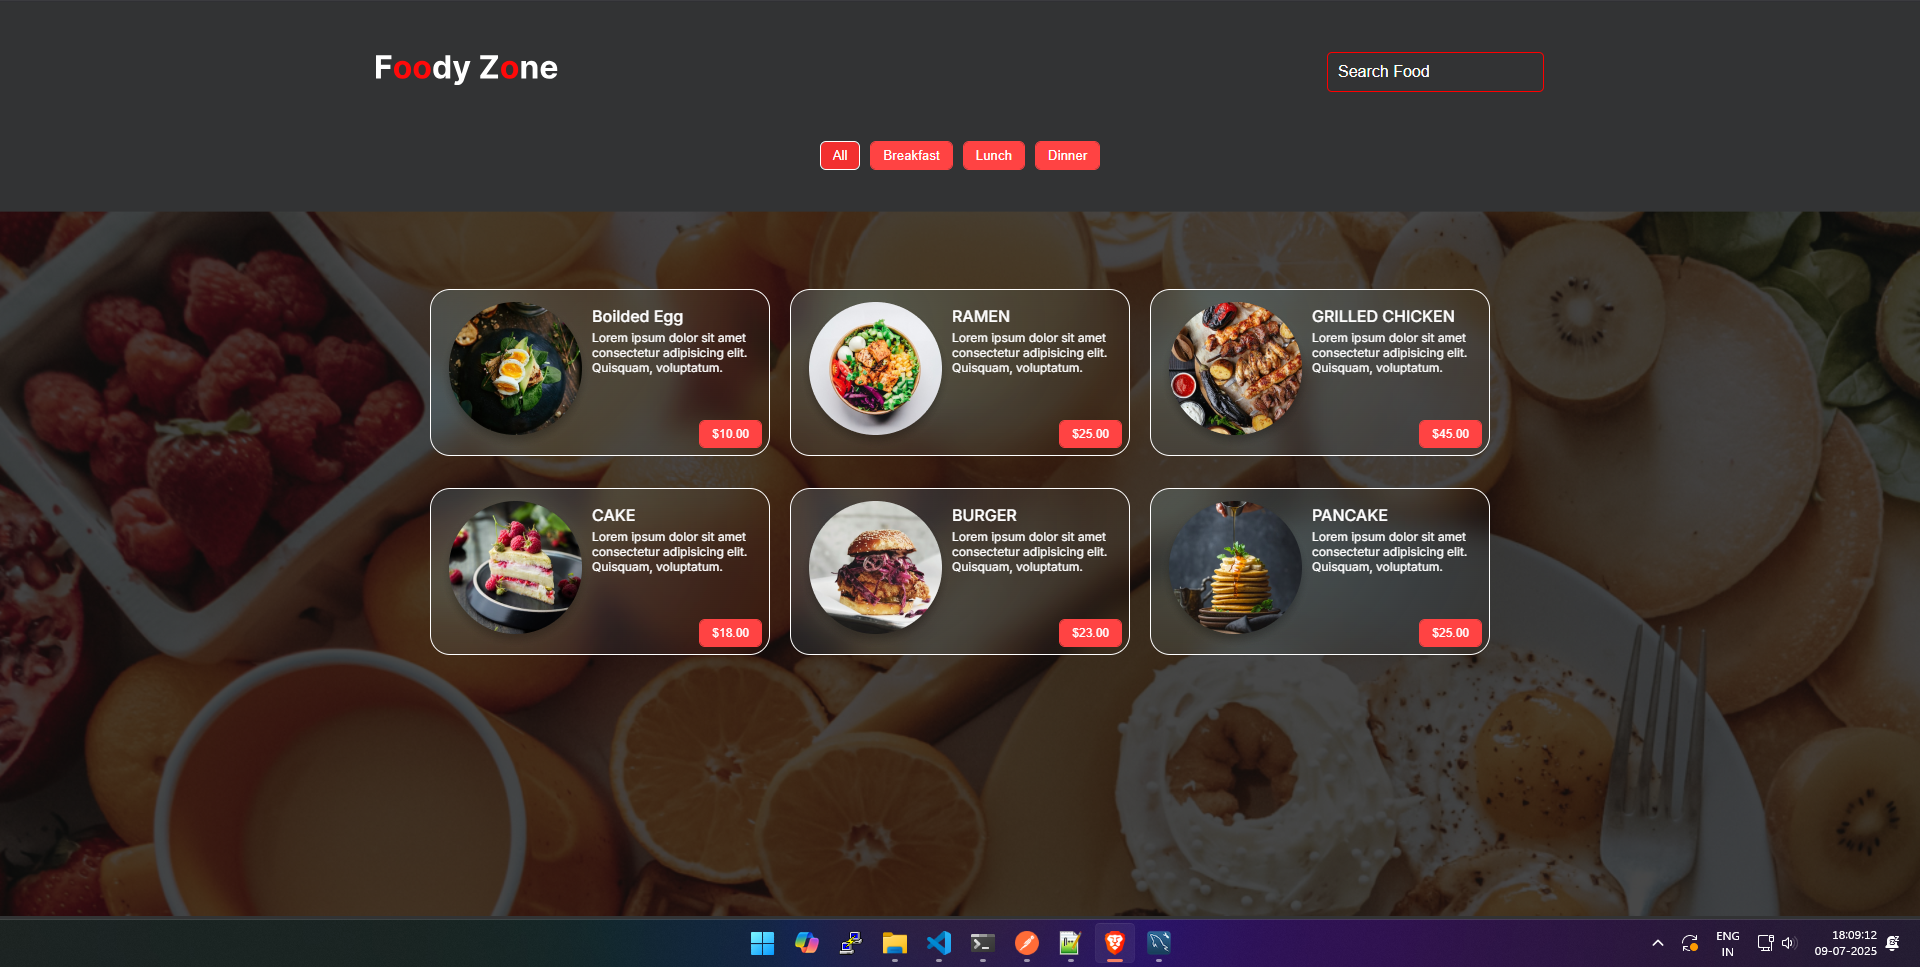 Foody Zone
Search Food
All
Breakfast
Lunch
Dinner
Boilded Egg
Lorem ipsum dolor sit amet
consectetur adipisicing elit.
Quisquam, voluptatum.
$10.00
RAMEN
Lorem ipsum dolor sit amet
consectetur adipisicing elit.
Quisquam, voluptatum.
$25.00
GRILLED CHICKEN
Lorem ipsum dolor sit amet
consectetur adipisicing elit.
Quisquam, voluptatum.
$45.00
CAKE
Lorem ipsum dolor sit amet
consectetur adipisicing elit.
Quisquam, voluptatum.
$18.00
BURGER
Lorem ipsum dolor sit amet
consectetur adipisicing elit.
Quisquam, voluptatum.
$23.00
PANCAKE
Lorem ipsum dolor sit amet
consectetur adipisicing elit.
Quisquam, voluptatum.
$25.00
ENG
IN
18:09:12
09-07-2025